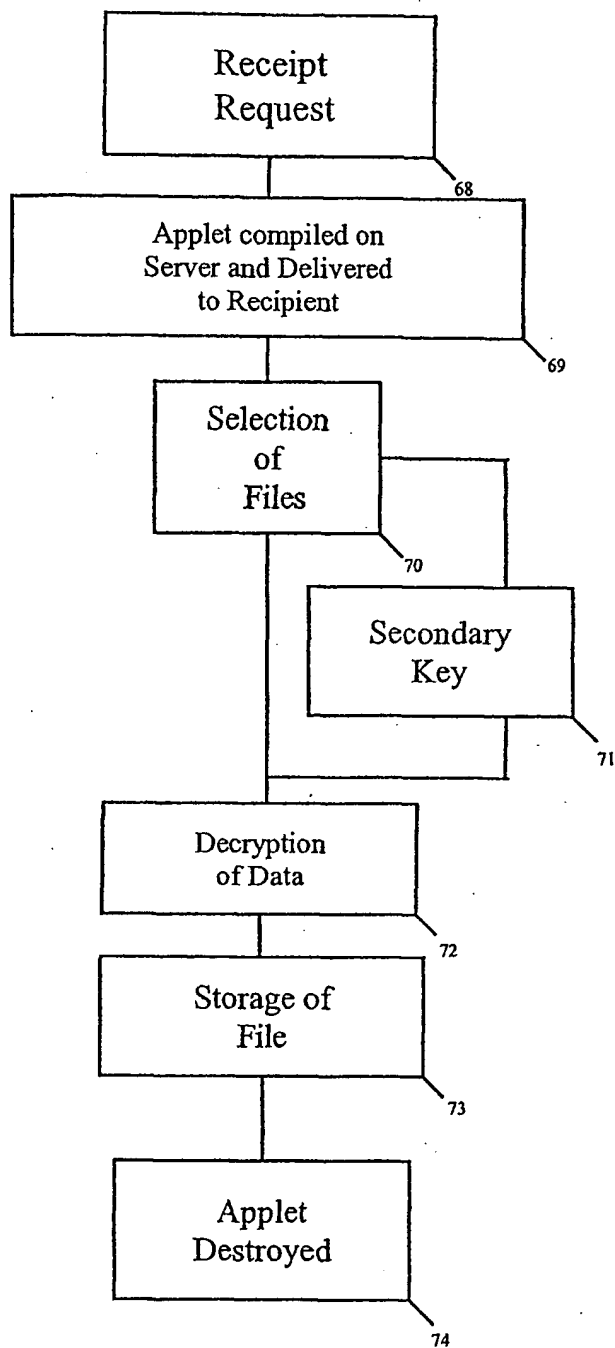 Receipt
Request
68
Applet compiled on
Server and Delivered
to Recipient
69
Selection
of
Files
70
Secondary
Key
71
Decryption
of Data
72
Storage of
File
73
Applet
Destroyed
74